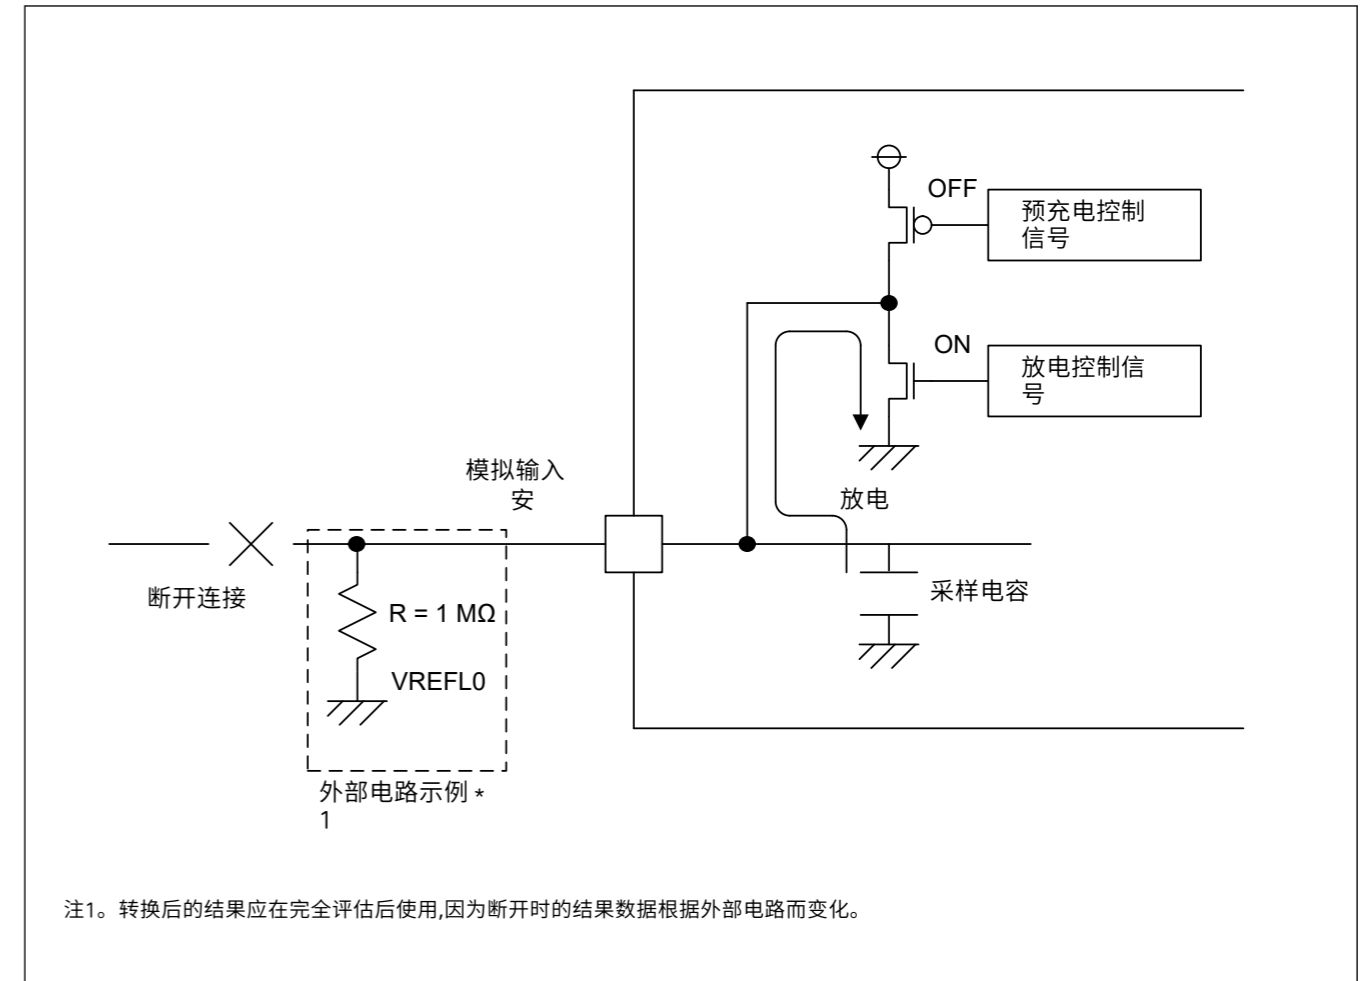 OFF
预充电控制
信号
ON
放电控制信
号
模拟输入
安
放电
断开连接
R = 1 MΩ
采样电容
VREFL0
外部电路示例 *
1
注1。转换后的结果应在完全评估后使用,因为断开时的结果数据根据外部电路而变化。